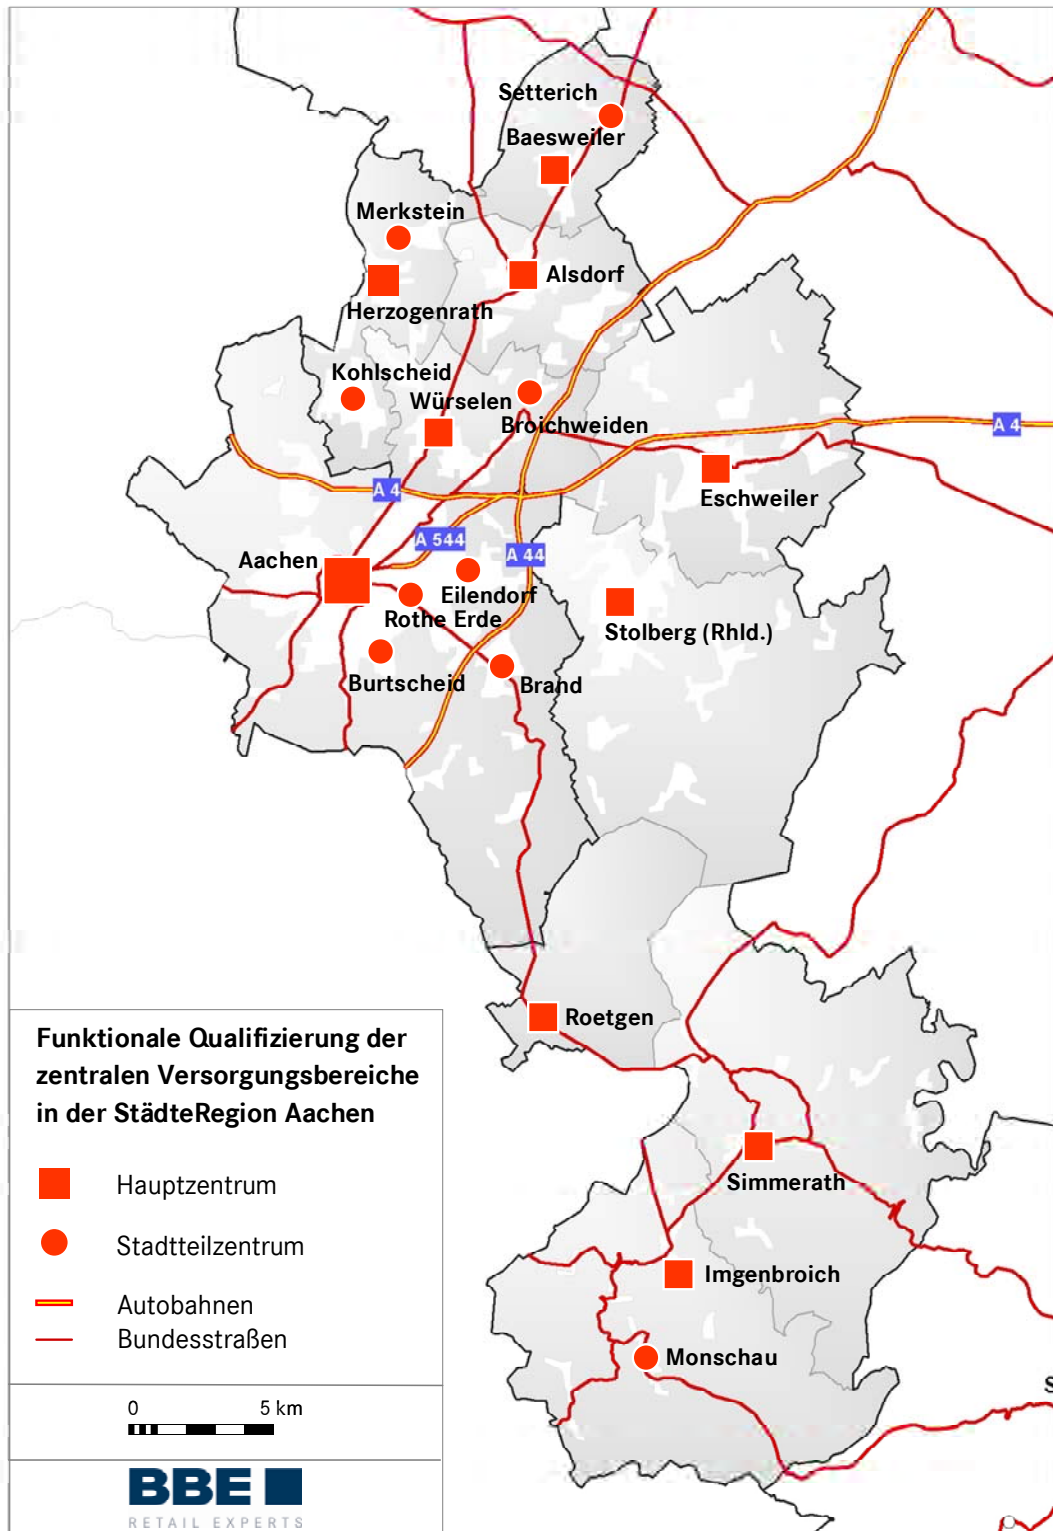 Setterich
Baesweiler
Merkstein
Alsdorf
Herzogenrath
Kohlscheid
Würselen
Broichweiden
A 4
Eschweiler
A 4
A 544
A 44
Aachen
Eilendorf
Rothe Erde
Stolberg (Rhld.)
Burtscheid
Brand
Roetgen
Funktionale Qualifizierung der
zentralen Versorgungsbereiche
in der StädteRegion Aachen
Hauptzentrum
Stadtteilzentrum
Autobahnen
Bundesstraßen
Simmerath
Imgenbroich
Monschau
0 5 km
S
BBE
RETAIL EXPERTS